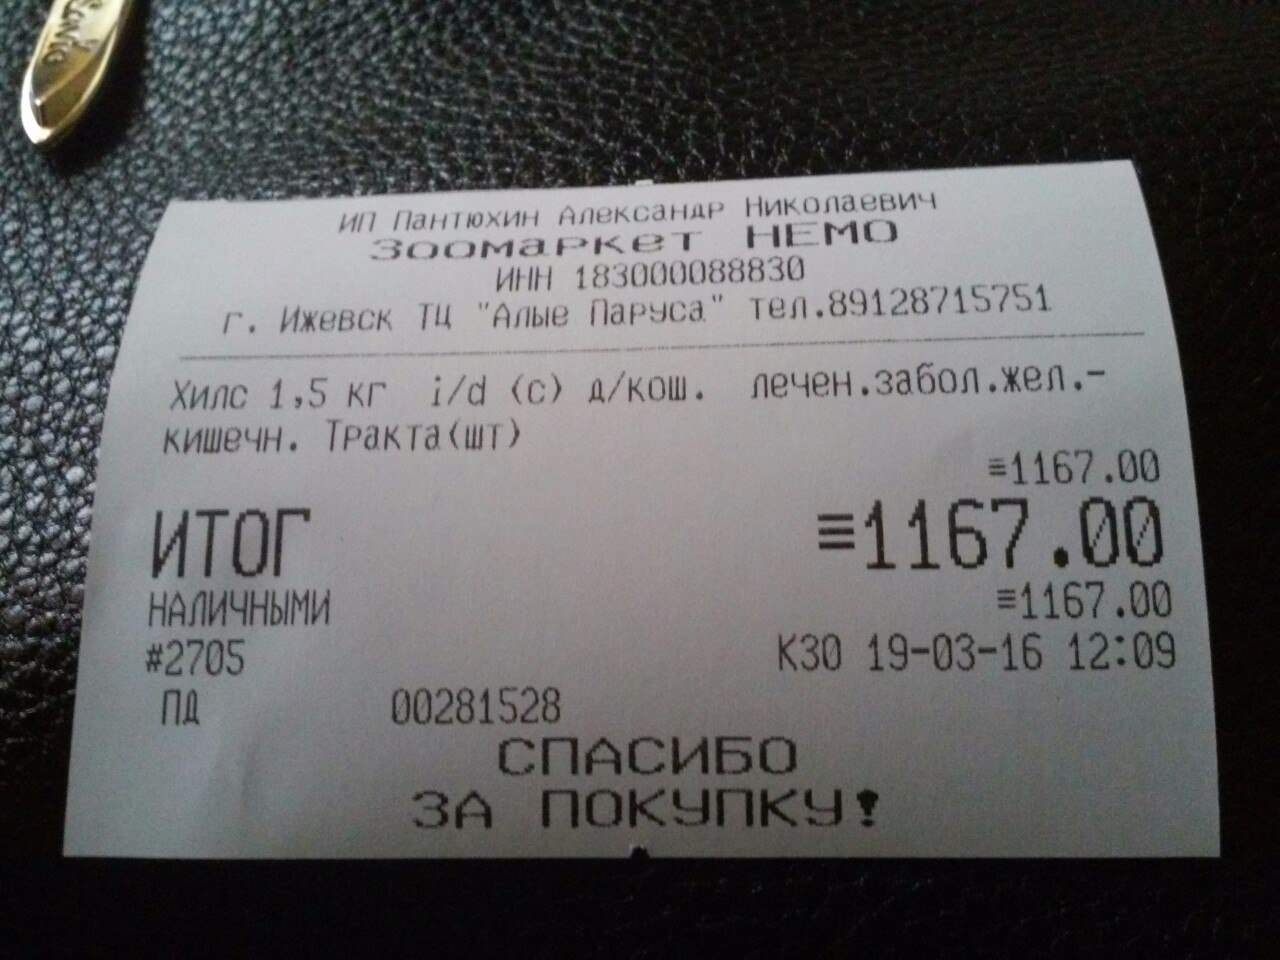 ИП Пантюхин Александр Николаевич
Зоомаркет НЕМО
ИНН 183000088830
г. Ижевск ТЦ "Алые Паруса" тел.89128715751
Хилс 1,5 кг i/d (с) д/кош. лечен.забол.жел.-
кишечн. Тракта(шт)
≡1167.00
ИТОГ ≡1167.00
НАЛИЧНЫМИ ≡1167.00
#2705 К30 19-03-16 12:09
ПД 00281528
СПАСИБО
ЗА ПОКУПКУ!